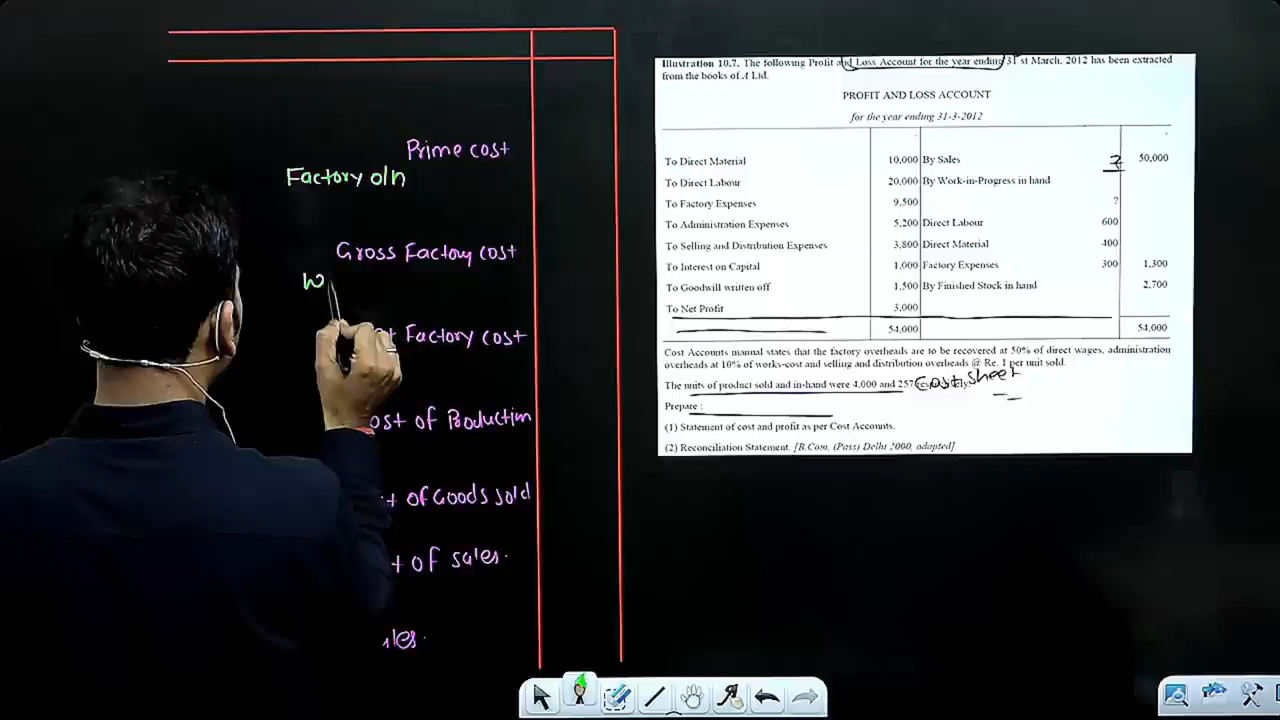 Prime cost
Factory o/h
Gross Factory cost
W
Factory cost
ost of Production
t of Goods sold
t of sales.
les.
Illustration 10.7. The following Profit and Loss Account for the year ending 31 st March, 2012 has been extracted
from the books of A Ltd.
PROFIT AND LOSS ACCOUNT
for the year ending 31-3-2012
To Direct Material 10,000 By Sales ? 50,000
To Direct Labour 20,000 By Work-in-Progress in hand
To Factory Expenses 9,500 ?
To Administration Expenses 5,200 Direct Labour 600
To Selling and Distribution Expenses 3,800 Direct Material 400
To Interest on Capital 1,000 Factory Expenses 300 1,300
To Goodwill written off 1,500 By Finished Stock in hand 2,700
To Net Profit 3,000
54,000 54,000
Cost Accounts manual states that the factory overheads are to be recovered at 50% of direct wages, administration
overheads at 10% of works-cost and selling and distribution overheads @ Re. 1 per unit sold.
The units of product sold and in-hand were 4,000 and 257 respectively.
Cost sheet
Prepare :
(1) Statement of cost and profit as per Cost Accounts.
(2) Reconciliation Statement. [B.Com. (Pass) Delhi 2000, adapted]